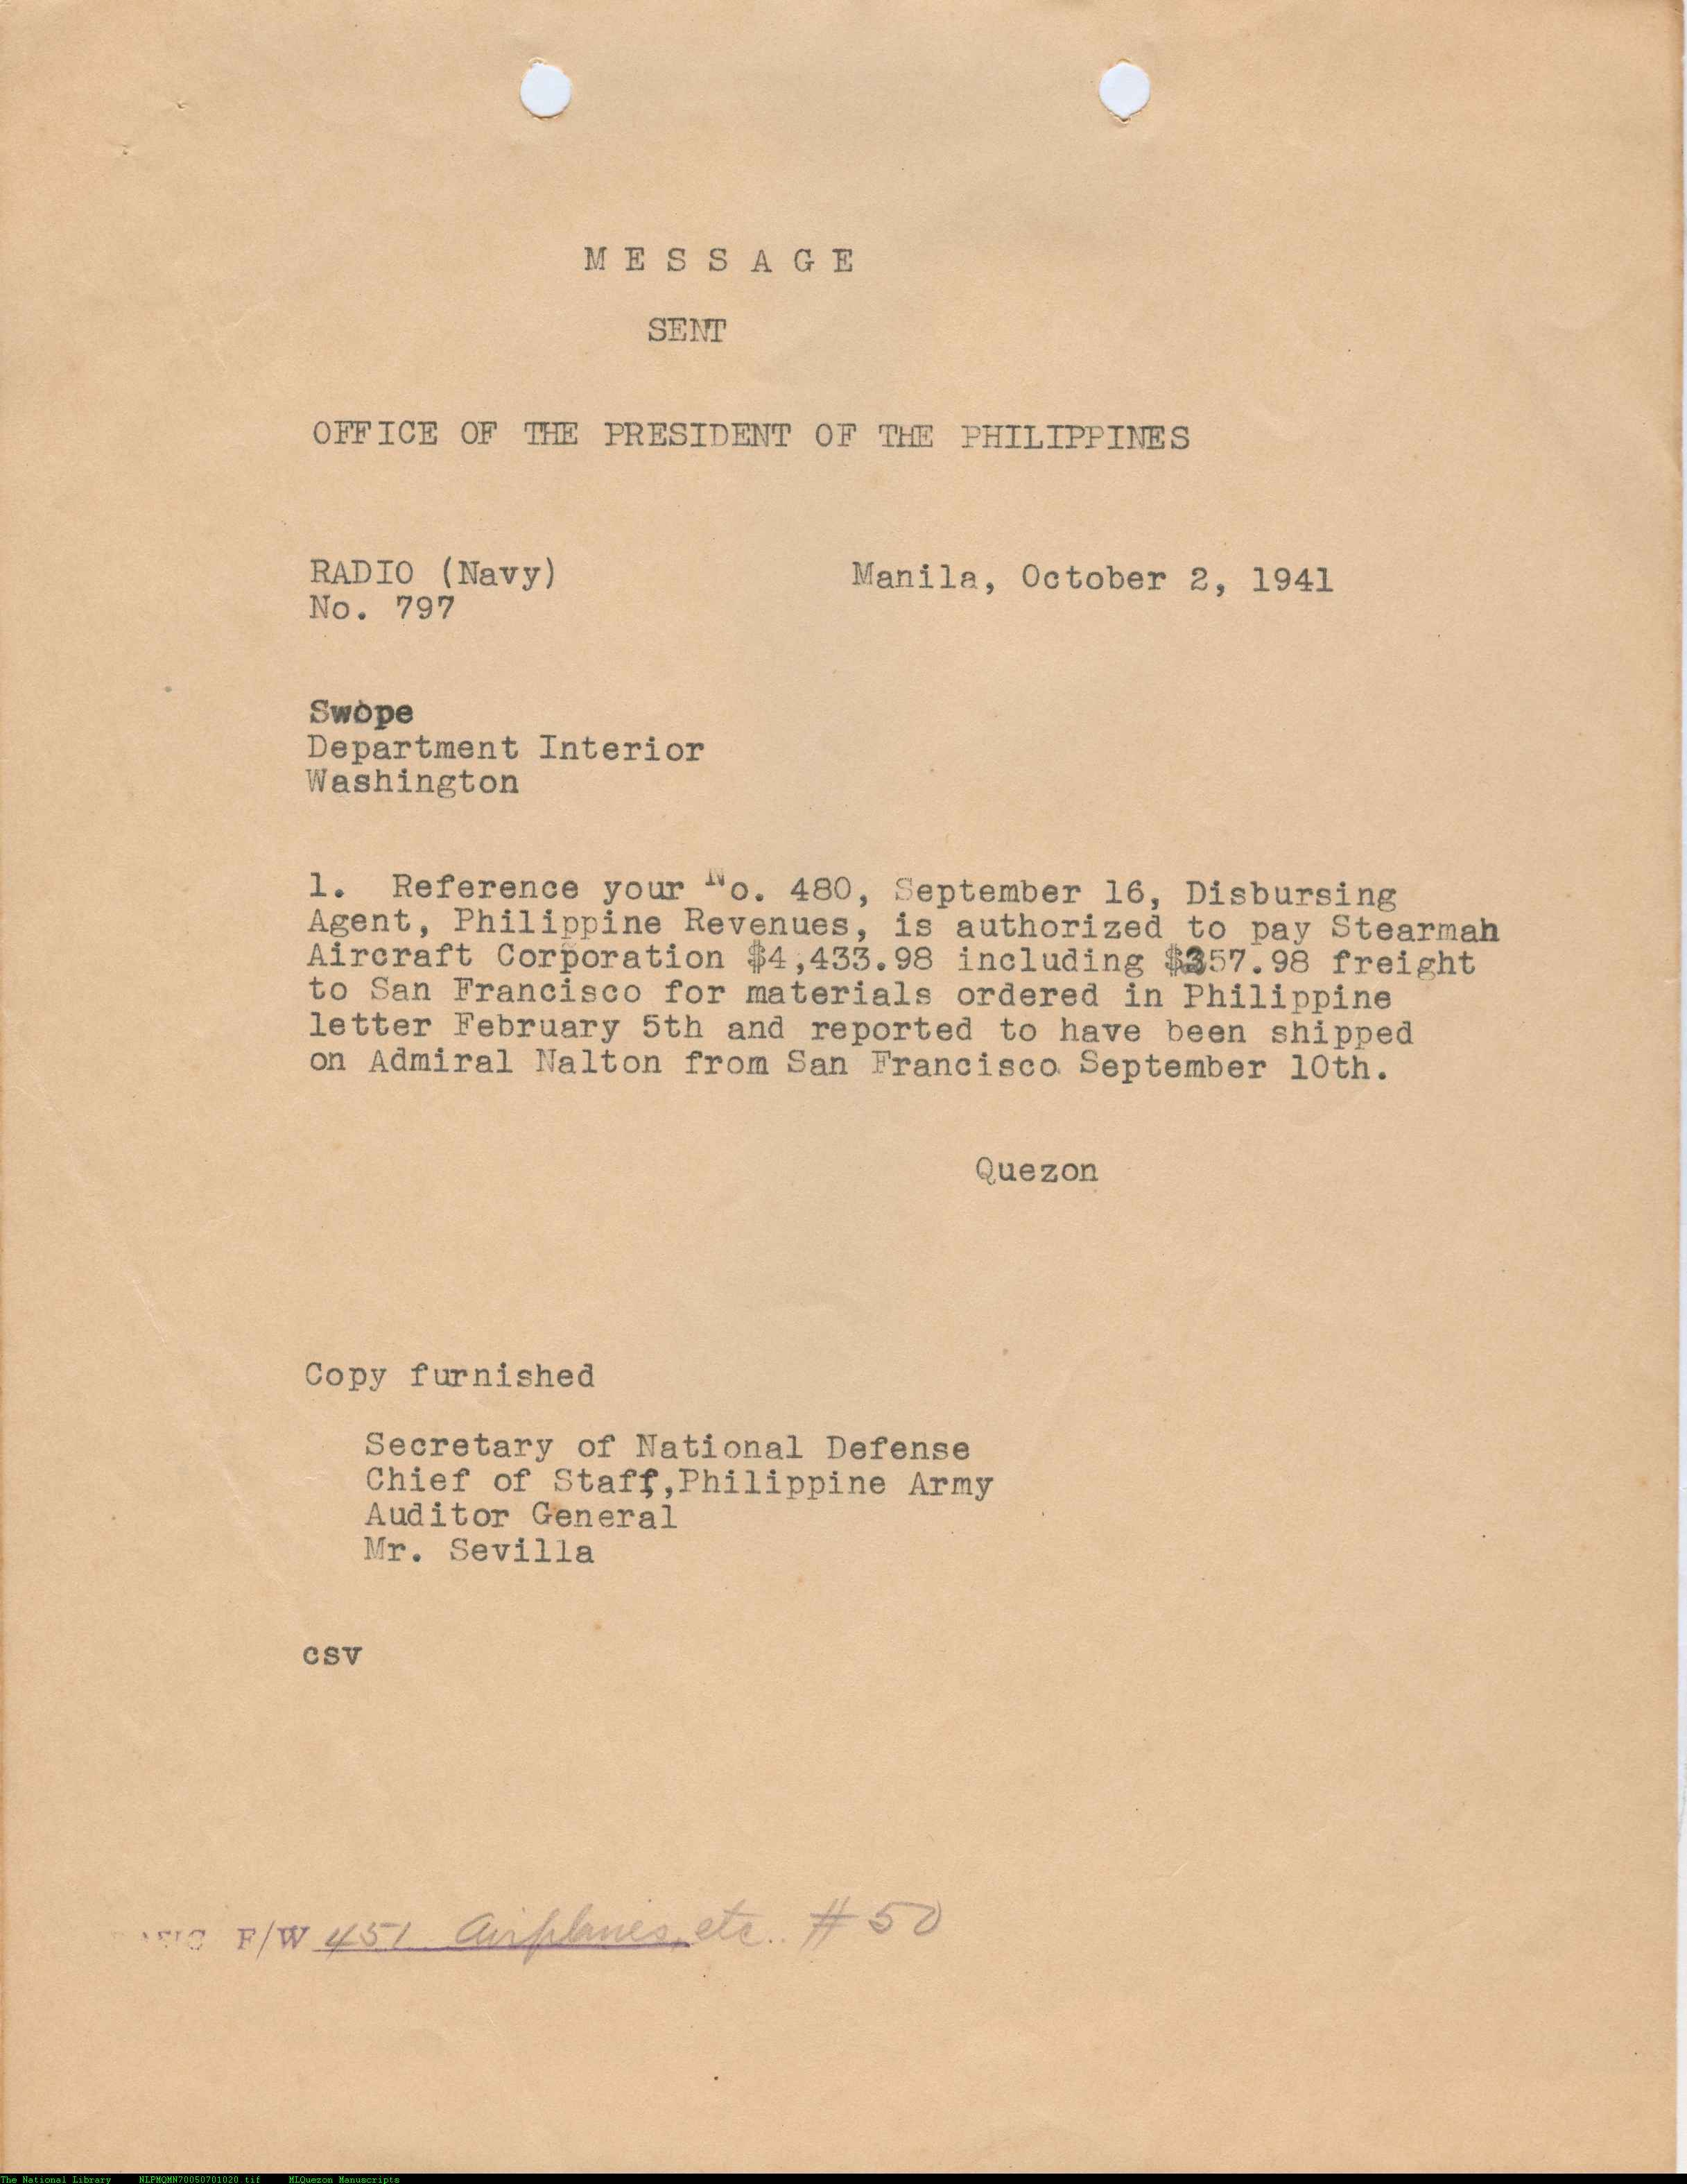 MESSAGE
SENT
OFFICE OF THE PRESIDENT OF THE PHILIPPINES
RADIO (Navy) Manila, October 2, 1941
No. 797
Swope
Department Interior
Washington
1. Reference your No. 480, September 16, Disbursing
Agent, Philippine Revenues, is authorized to pay Stearmah
Aircraft Corporation $4,433.98 including $357.98 freight
to San Francisco for materials ordered in Philippine
letter February 5th and reported to have been shipped
on Admiral Nalton from San Francisco September 10th.
Quezon
Copy furnished
Secretary of National Defense
Chief of Staff,Philippine Army
Auditor General
Mr. Sevilla
csv
F/W 451 Airplanes, etc. # 50
The National Library NLPMQMN70050701020.tif MLQuezon Manuscripts